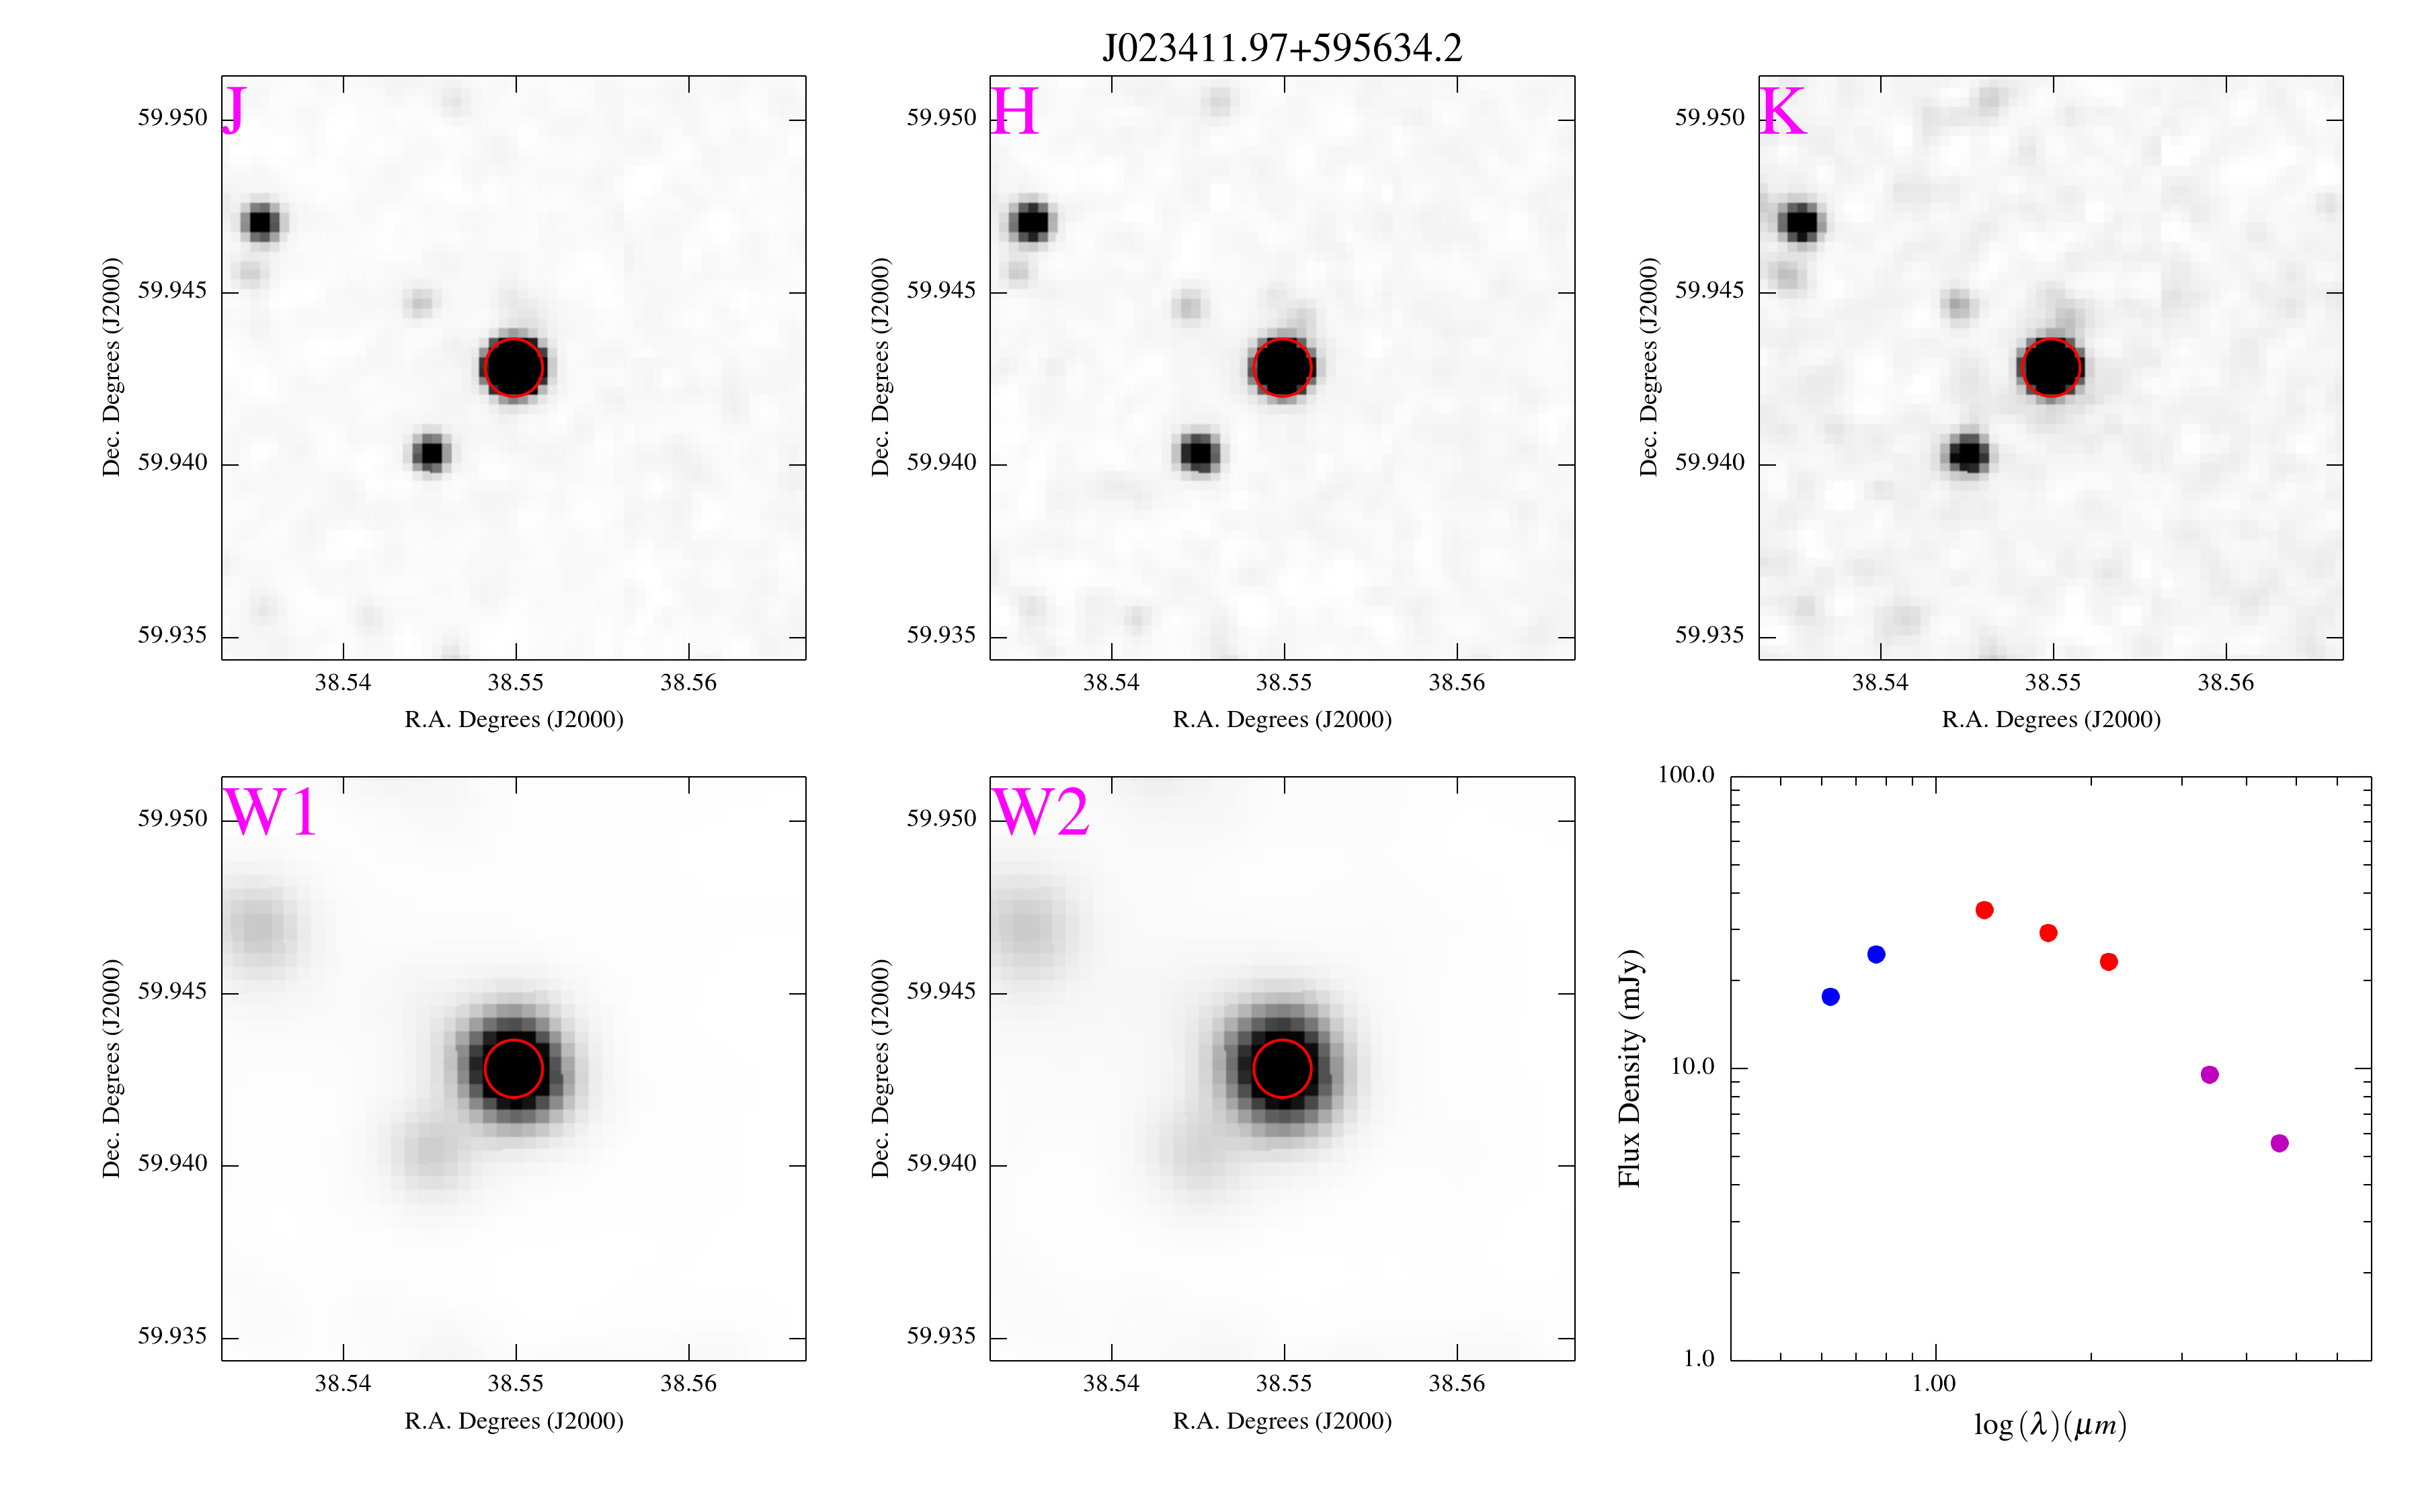 J023411.97+595634.2
J
59.950
59.945
59.940
59.935
Dec. Degrees (J2000)
38.54 38.55 38.56
R.A. Degrees (J2000)
H
59.950
59.945
59.940
59.935
Dec. Degrees (J2000)
38.54 38.55 38.56
R.A. Degrees (J2000)
K
59.950
59.945
59.940
59.935
Dec. Degrees (J2000)
38.54 38.55 38.56
R.A. Degrees (J2000)
W1
59.950
59.945
59.940
59.935
Dec. Degrees (J2000)
38.54 38.55 38.56
R.A. Degrees (J2000)
W2
59.950
59.945
59.940
59.935
Dec. Degrees (J2000)
38.54 38.55 38.56
R.A. Degrees (J2000)
100.0
10.0
1.0
Flux Density (mJy)
1.00
log(λ)(μm)